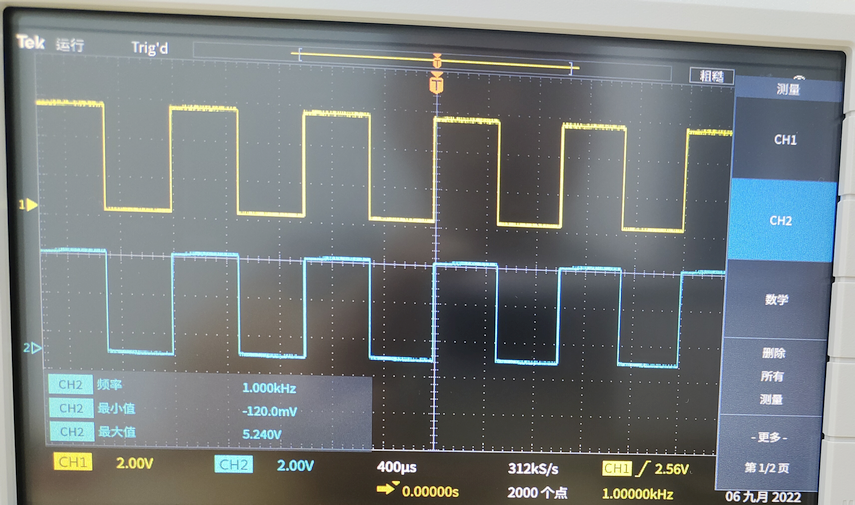 Tek 运行 Trig'd
T
T
粗糙
测量
CH1
1
CH2
2
数学
删除
所有
测量
CH2 频率 1.000kHz
CH2 最小值 -120.0mV
CH2 最大值 5.240V
-更多-
第 1/2 页
CH1 2.00V CH2 2.00V 400µs 312kS/s CH1 2.56V
0.00000s 2000 个点 1.00000kHz
06 九月 2022